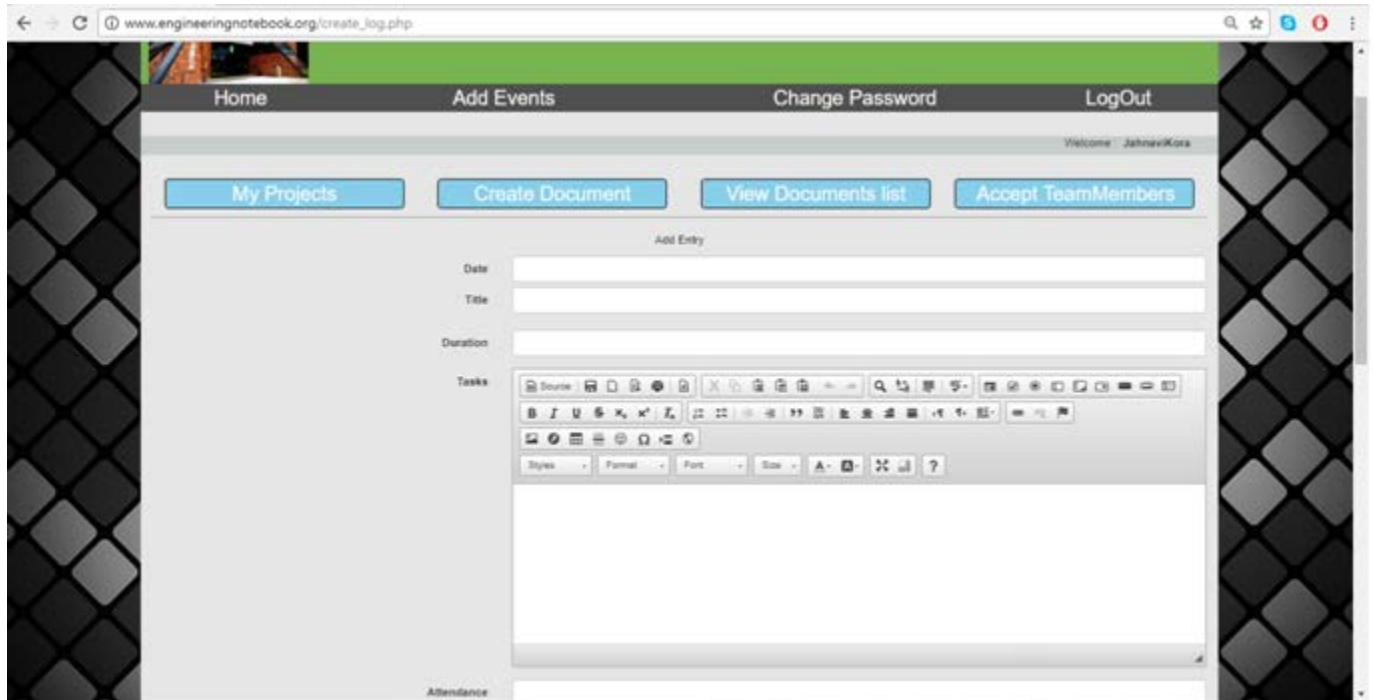 www.engineeringnotebook.org/create_log.php
Home Add Events Change Password LogOut
Welcome JahnaviKora
My Projects Create Document View Documents list Accept TeamMembers
Add Entry
Date
Title
Duration
Tasks
Source
B I U S x x I
Styles Format Font Size A A ?
Attendance